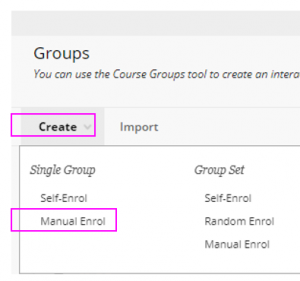 Groups
You can use the Course Groups tool to create an intera
Create Import
Single Group Group Set
Self-Enrol Self-Enrol
Manual Enrol Random Enrol
Manual Enrol